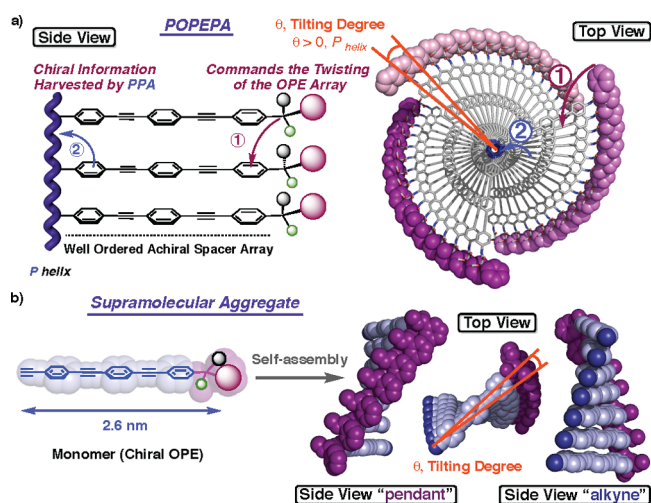 a)
Side View
POPEPA
θ, Tilting Degree
θ > 0, P helix
Top View
Chiral Information
Harvested by PPA
Commands the Twisting
of the OPE Array
①
②
①
②
Well Ordered Achiral Spacer Array
P helix
b)
Supramolecular Aggregate
Self-assembly
2.6 nm
Monomer (Chiral OPE)
Top View
θ, Tilting Degree
Side View "pendant"
Side View "alkyne"